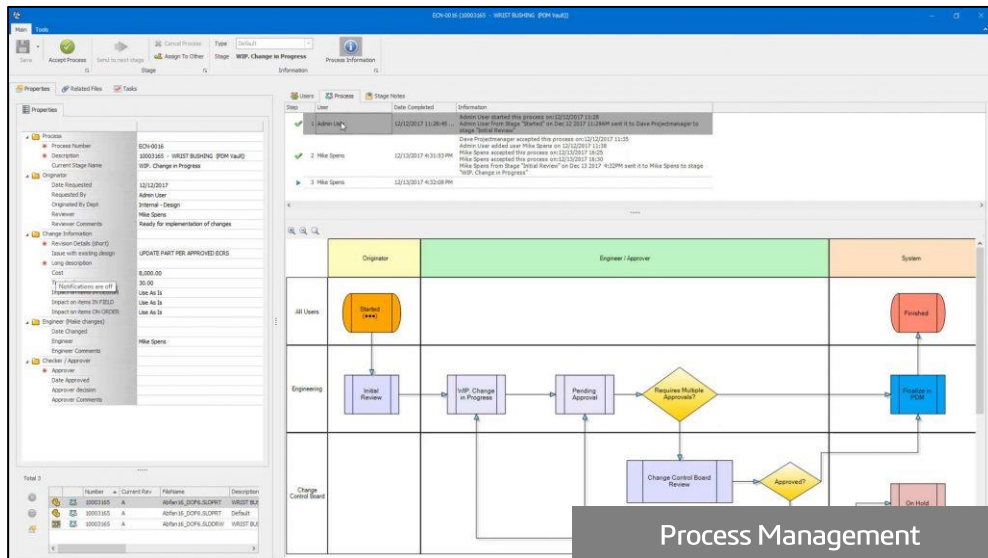 ECN-0016 [10003165 - WRIST BUSHING (PDM Vault)]
Main Tools
Save Accept Process Send to next stage Cancel Process Assign To Other Type Default Stage WIP. Change in Progress Process Information
Stage Information
Properties Related Files Tasks
Properties
Process
Process Number ECN-0016
Description 10003165 - WRIST BUSHING (PDM Vault)
Current Stage Name WIP. Change in Progress
Originator
Date Requested 12/12/2017
Requested By Admin User
Originated By Dept Internal - Design
Reviewer Mike Spens
Reviewer Comments Ready for implementation of changes
Change Information
Revision Details (short)
Issue with existing design UPDATE PART PER APPROVED ECRS
Long description
Cost 8,000.00
30.00
Notifications are off
Use As Is
Impact on items IN FIELD Use As Is
Impact on items ON ORDER Use As Is
Engineer (Make changes)
Date Changed
Engineer Mike Spens
Engineer Comments
Checker / Approver
Approver
Date Approved
Approver decision
Approver Comments
Total 3
Number Current Rev FileName Description
10003165 A Abfan16_DOF6.SLDPRT WRIST BU
10003165 A Abfan16_DOF6.SLDPRT Default
10003165 A Abfan16_DOF6.SLDDRW WRIST BU
Users Process Stage Notes
Step User Date Completed Information
1 Admin User 12/12/2017 11:28:45 ...
Admin User started this process on:12/12/2017 11:28
Admin User from Stage "Started" on Dec 12 2017 11:29AM sent it to Dave Projectmanager to
stage "Initial Review"
2 Mike Spens 12/13/2017 4:31:53 PM
Dave Projectmanager accepted this process on:12/12/2017 11:35
Admin User added user Mike Spens on 12/12/2017 11:38
Mike Spens accepted this process on:12/13/2017 16:25
Mike Spens accepted this process on:12/13/2017 16:30
Mike Spens from Stage "Initial Review" on Dec 13 2017 4:32PM sent it to Mike Spens to stage
"WIP. Change in Progress"
3 Mike Spens 12/13/2017 4:32:08 PM
Originator Engineer / Approver System
All Users
Started
(●●●)
Finished
Engineering
Initial
Review
WIP. Change
in Progress
Pending
Approval
Requires Multiple
Approvals?
Finalize in
PDM
Change
Control Board
Change Control Board
Review
Approved?
On Hold
Process Management